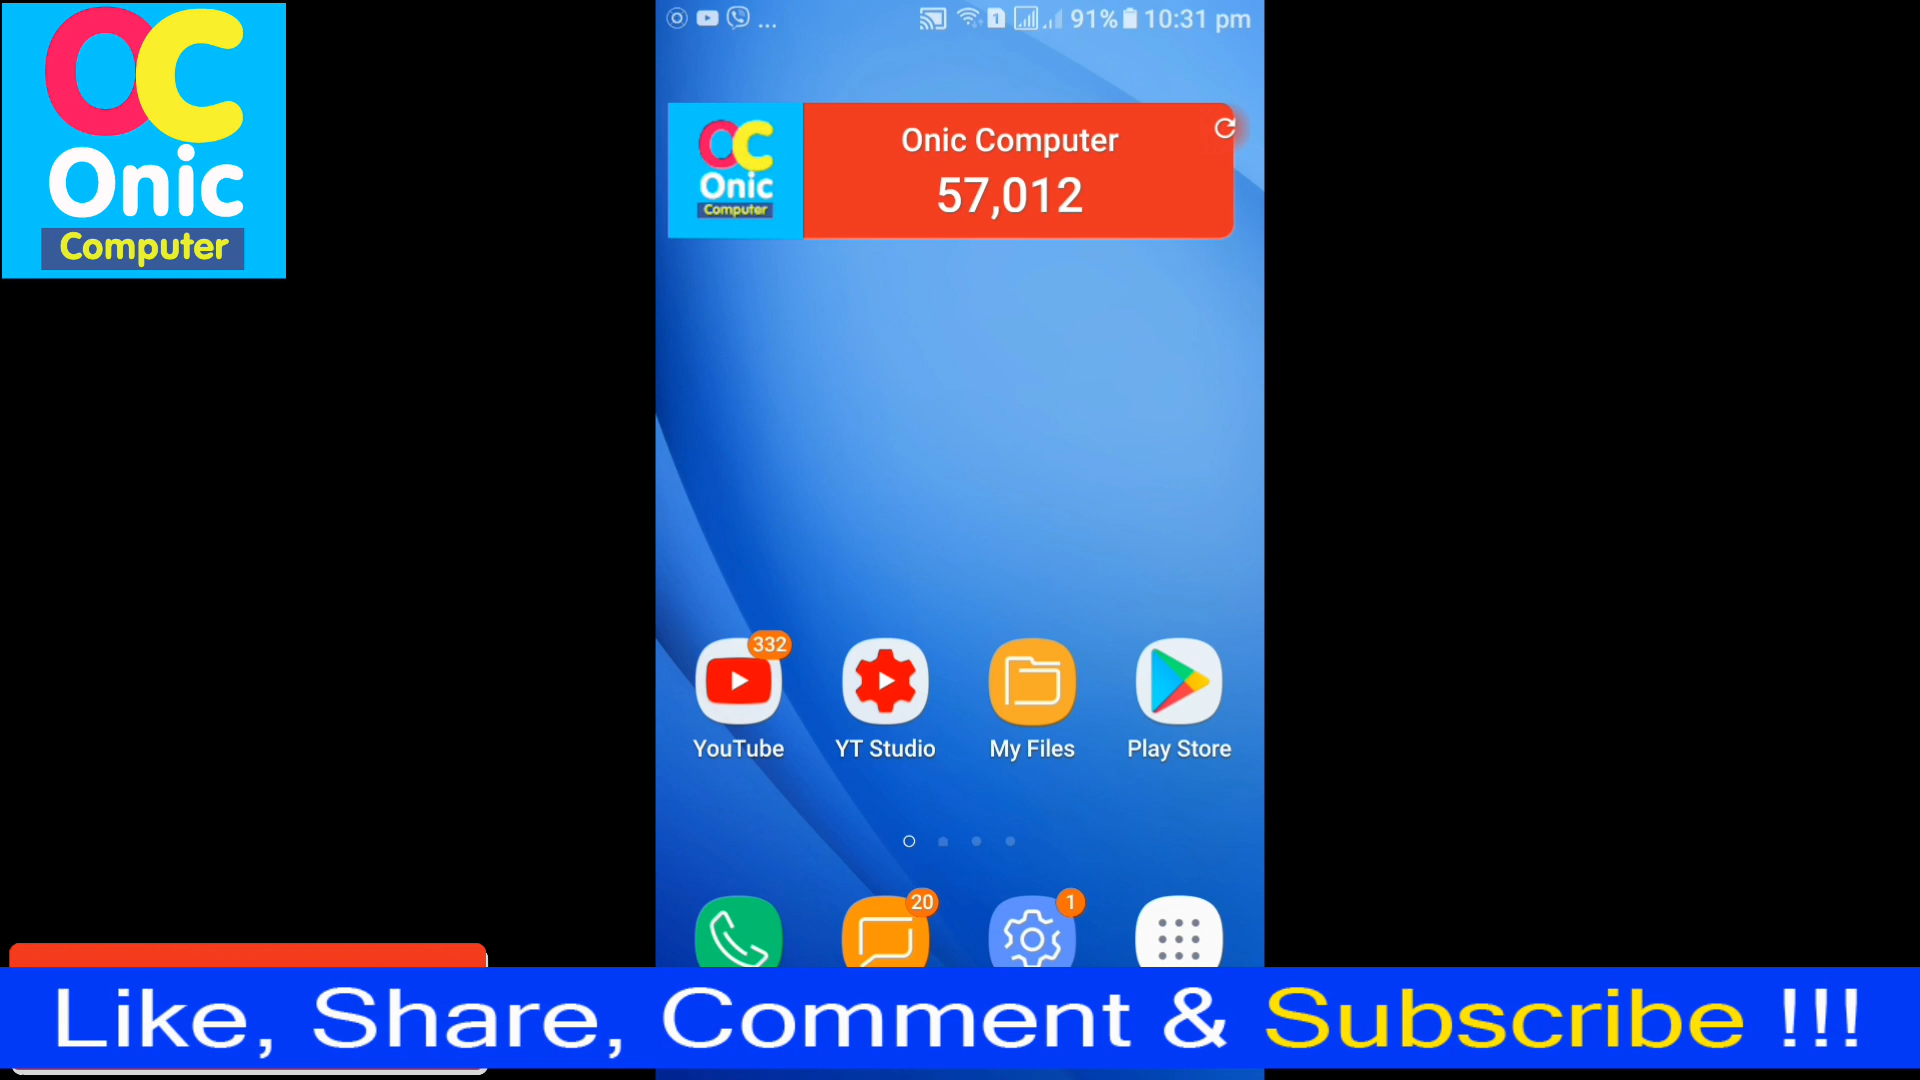 OC
Onic
Computer
... 1 91% 10:31 pm
OC
Onic
Computer
Onic Computer
57,012
332
YouTube
YT Studio
My Files
Play Store
20
1
Like, Share, Comment & Subscribe !!!